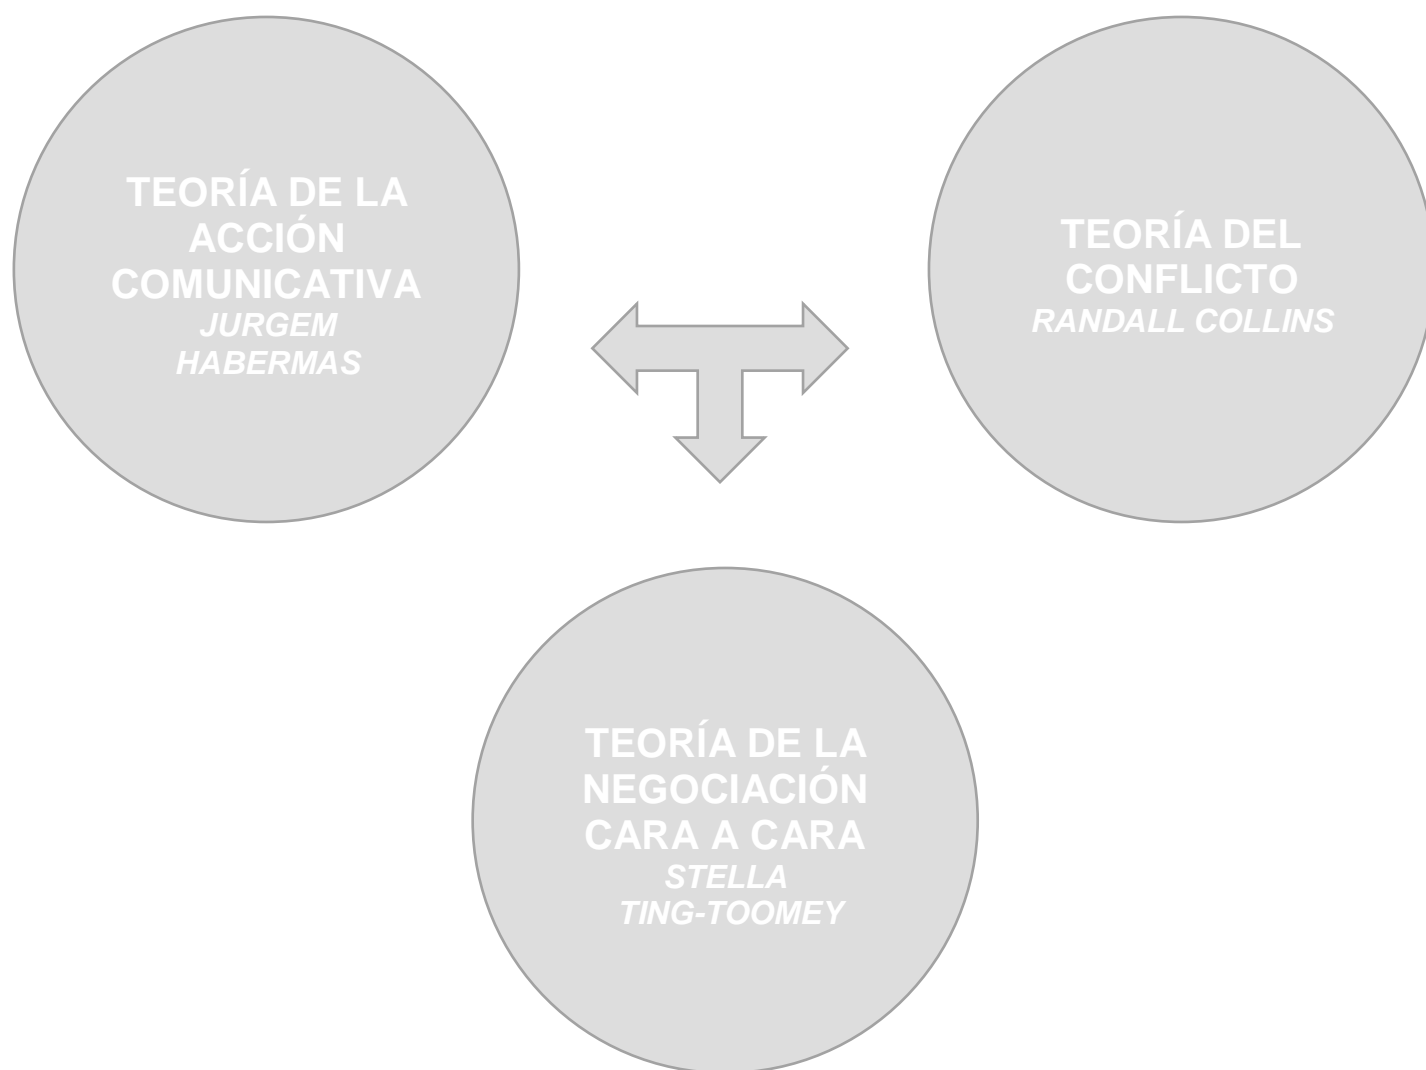 TEORÍA DE LA
ACCIÓN
COMUNICATIVA
JURGEM
HABERMAS
TEORÍA DEL
CONFLICTO
RANDALL COLLINS
TEORÍA DE LA
NEGOCIACIÓN
CARA A CARA
STELLA
TING-TOOMEY